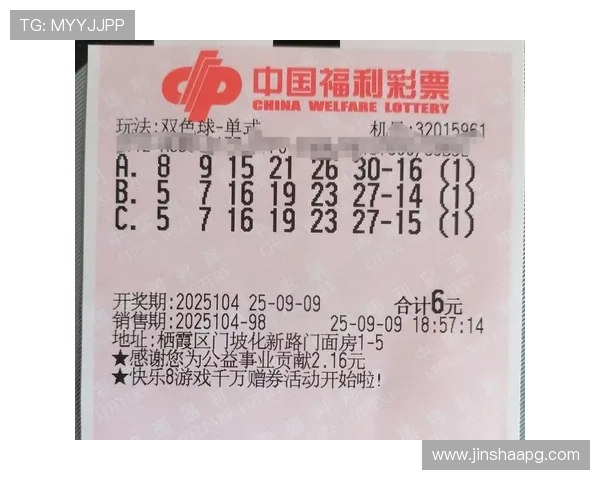 TG: MYYJJPP
中国福利彩票
CHINA WELFARE LOTTERY
玩法:双色球-单式 机号:32015961
A. 8 9 15 21 26 30-16 (1)
B. 5 7 16 19 23 27-14 (1)
C. 5 7 16 19 23 27-15 (1)
开奖期:2025104 25-09-09 合计6元
销售期:2025104-98 25-09-09 18:57:14
地址:栖霞区门坡化新路门面房1-5
★感谢您为公益事业贡献2.16元
★快乐8游戏千万赠券活动开始啦!
www.jinshaapg.com